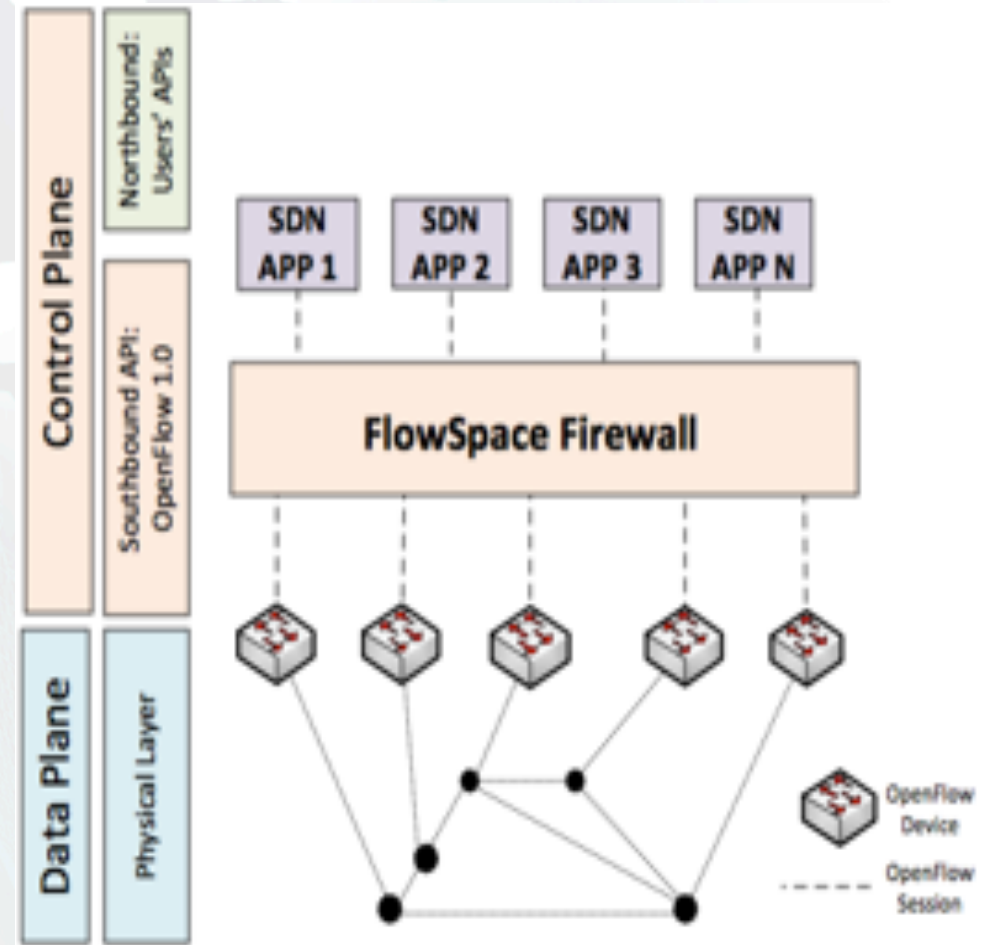 Control Plane
Northbound:
Users' APIs
Southbound API:
OpenFlow 1.0
Data Plane
Physical Layer
SDN
APP 1
SDN
APP 2
SDN
APP 3
SDN
APP N
FlowSpace Firewall
OpenFlow
Device
OpenFlow
Session